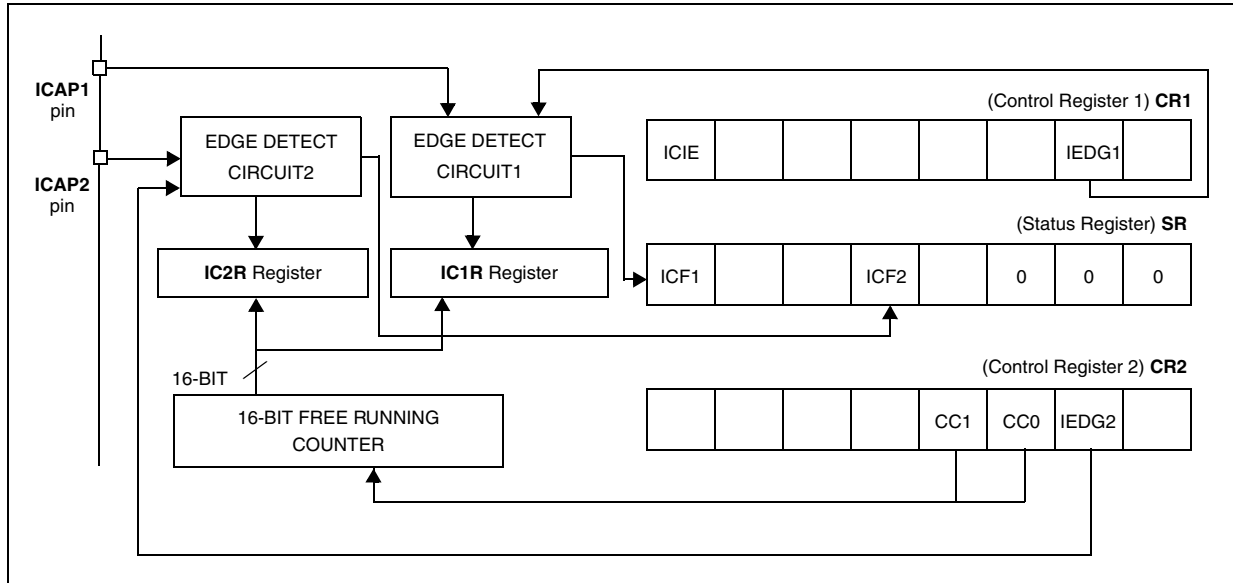 ICAP1
pin
ICAP2
pin
EDGE DETECT
CIRCUIT2
EDGE DETECT
CIRCUIT1
IC2R Register
IC1R Register
16-BIT
16-BIT FREE RUNNING
COUNTER
(Control Register 1) CR1
ICIE IEDG1
(Status Register) SR
ICF1 ICF2 0 0 0
(Control Register 2) CR2
CC1 CC0 IEDG2